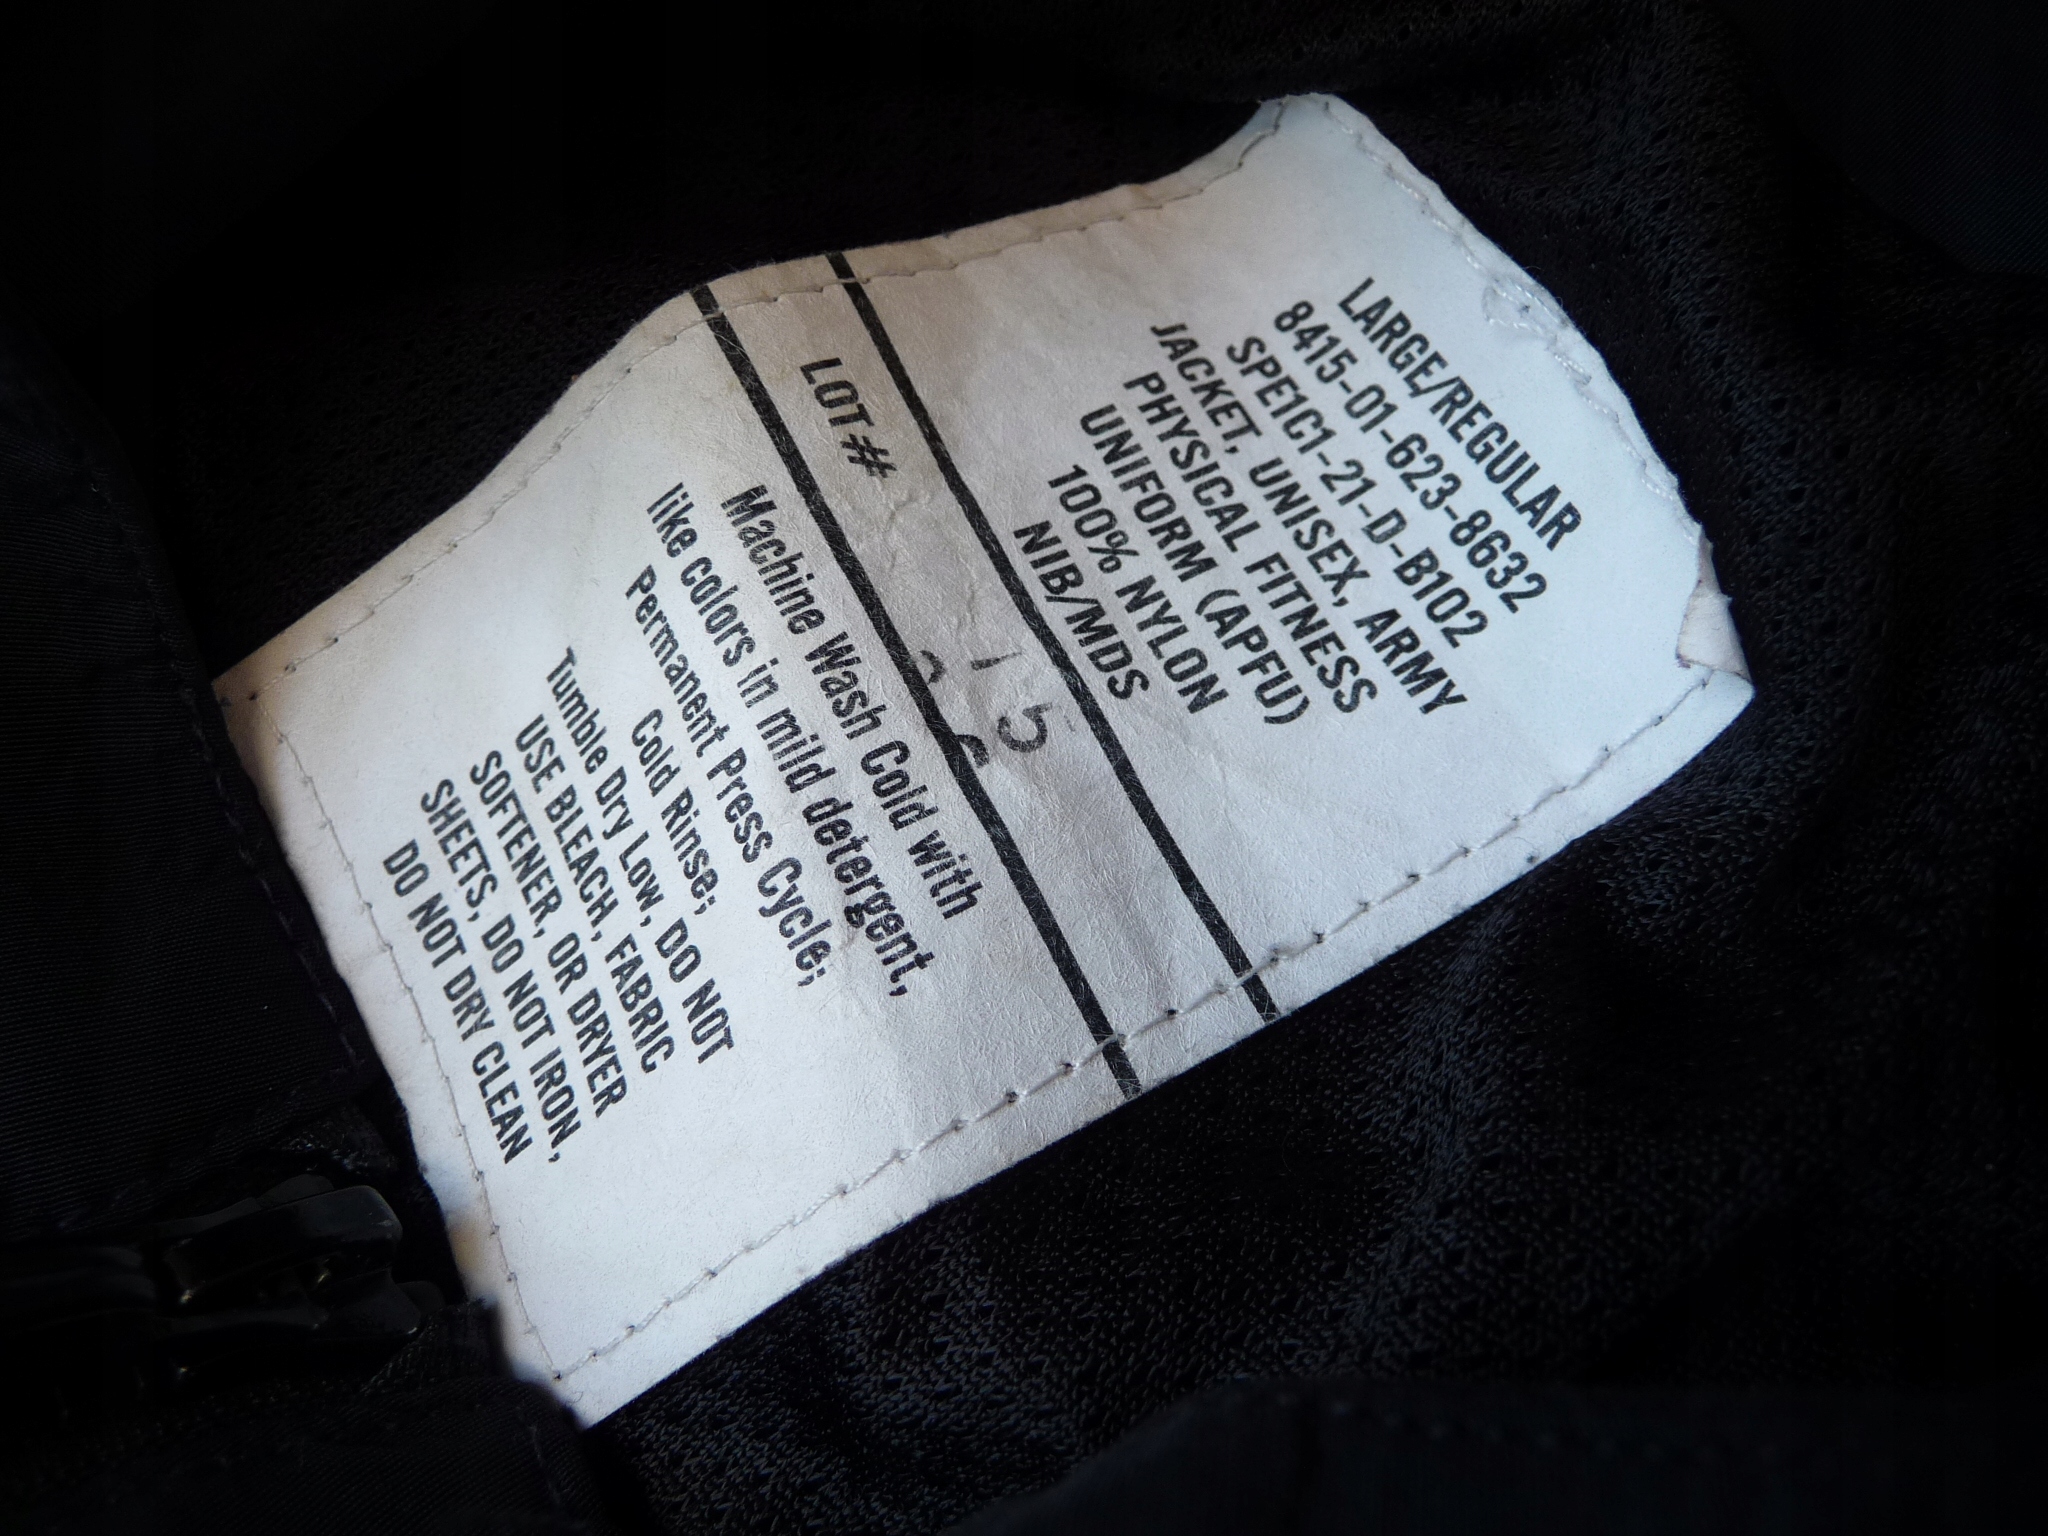 LARGE/REGULAR
8415-01-623-8632
SPE1C1-21-D-B102
JACKET, UNISEX, ARMY
PHYSICAL FITNESS
UNIFORM (APFU)
100% NYLON
NIB/MDS
LOT#
Machine Wash Cold with
like colors in mild detergent,
Permanent Press Cycle;
Cold Rinse;
Tumble Dry Low, DO NOT
USE BLEACH, FABRIC
SOFTENER, OR DRYER
SHEETS, DO NOT IRON,
DO NOT DRY CLEAN